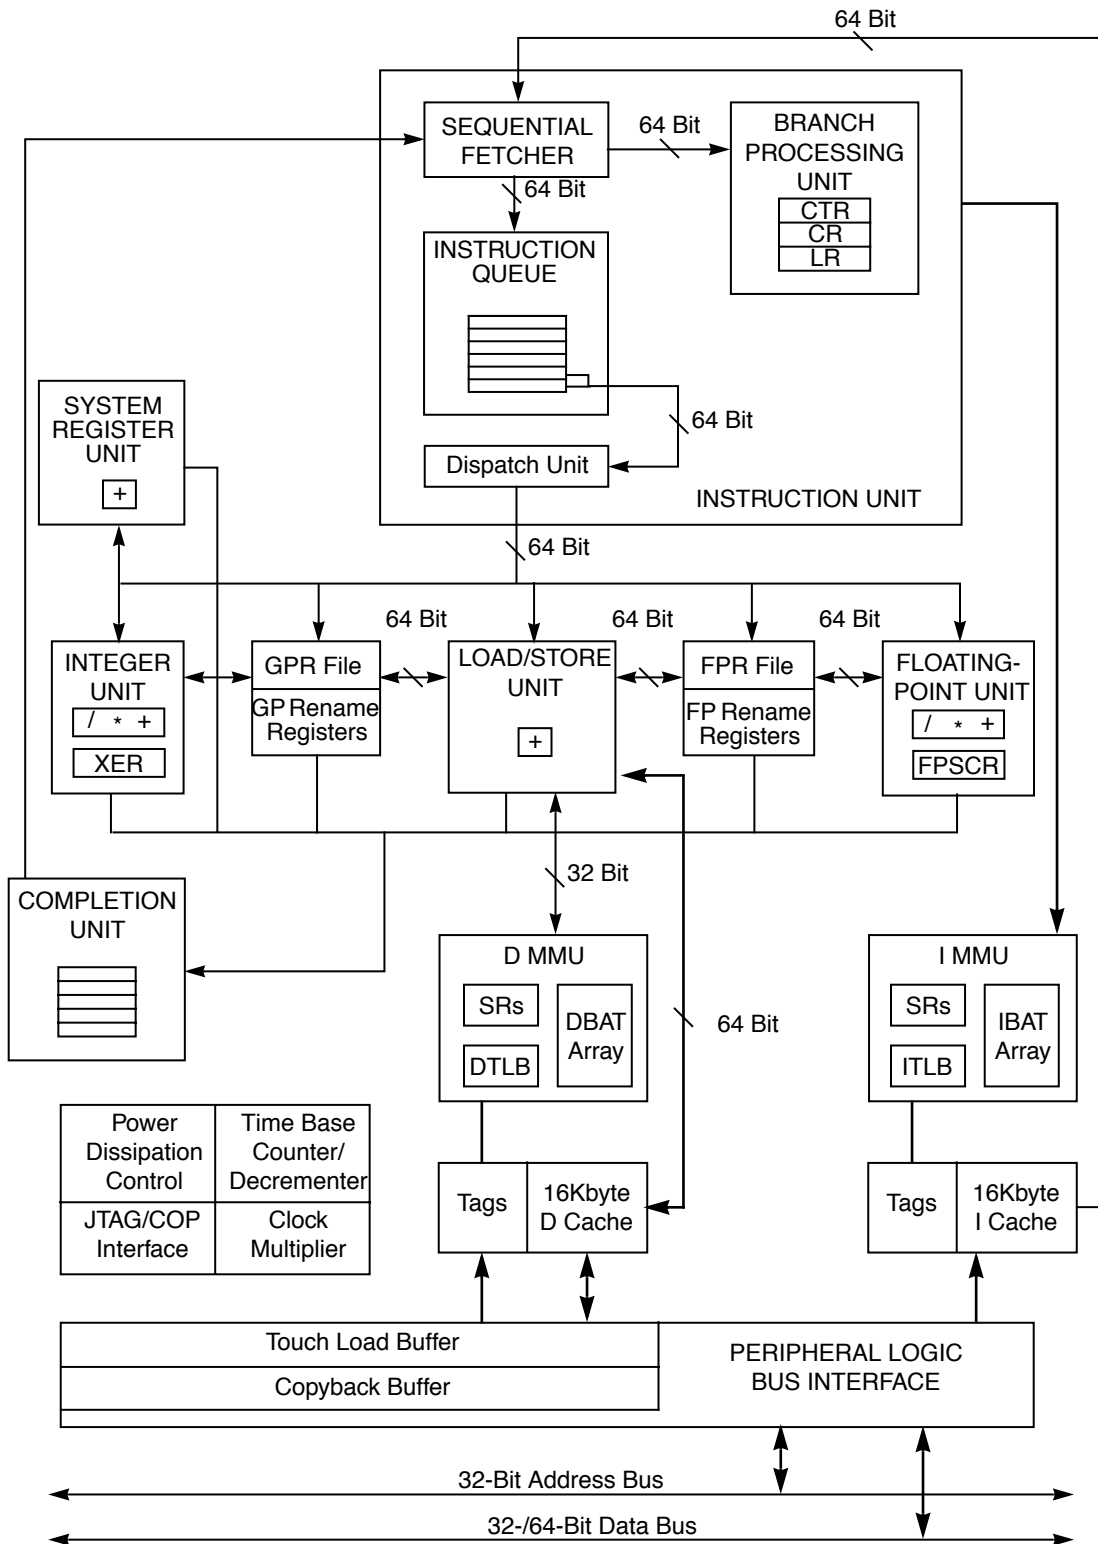 64 Bit
SEQUENTIAL
FETCHER
64 Bit
BRANCH
PROCESSING
UNIT
CTR
CR
LR
64 Bit
INSTRUCTION
QUEUE
64 Bit
Dispatch Unit
INSTRUCTION UNIT
SYSTEM
REGISTER
UNIT
+
64 Bit
64 Bit
64 Bit
64 Bit
INTEGER
UNIT
/ * +
XER
GPR File
GP Rename
Registers
LOAD/STORE
UNIT
+
FPR File
FP Rename
Registers
FLOATING-
POINT UNIT
/ * +
FPSCR
32 Bit
COMPLETION
UNIT
D MMU
SRs
DTLB
DBAT
Array
64 Bit
I MMU
SRs
ITLB
IBAT
Array
Power
Dissipation
Control
Time Base
Counter/
Decrementer
JTAG/COP
Interface
Clock
Multiplier
Tags
16Kbyte
D Cache
Tags
16Kbyte
I Cache
Touch Load Buffer
Copyback Buffer
PERIPHERAL LOGIC
BUS INTERFACE
32-Bit Address Bus
32-/64-Bit Data Bus